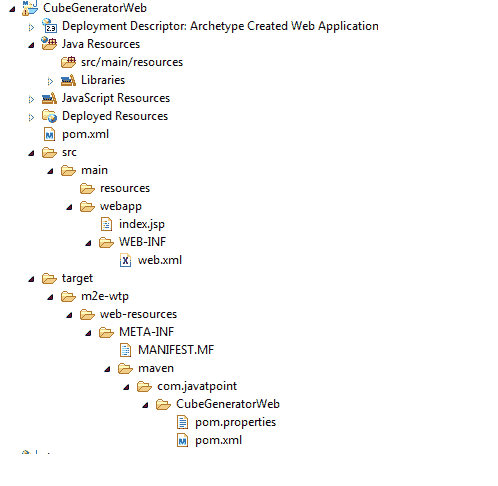 CubeGeneratorWeb
2.3 Deployment Descriptor: Archetype Created Web Application
Java Resources
src/main/resources
Libraries
JavaScript Resources
Deployed Resources
pom.xml
src
main
resources
webapp
index.jsp
WEB-INF
web.xml
target
m2e-wtp
web-resources
META-INF
MANIFEST.MF
maven
com.javatpoint
CubeGeneratorWeb
pom.properties
pom.xml